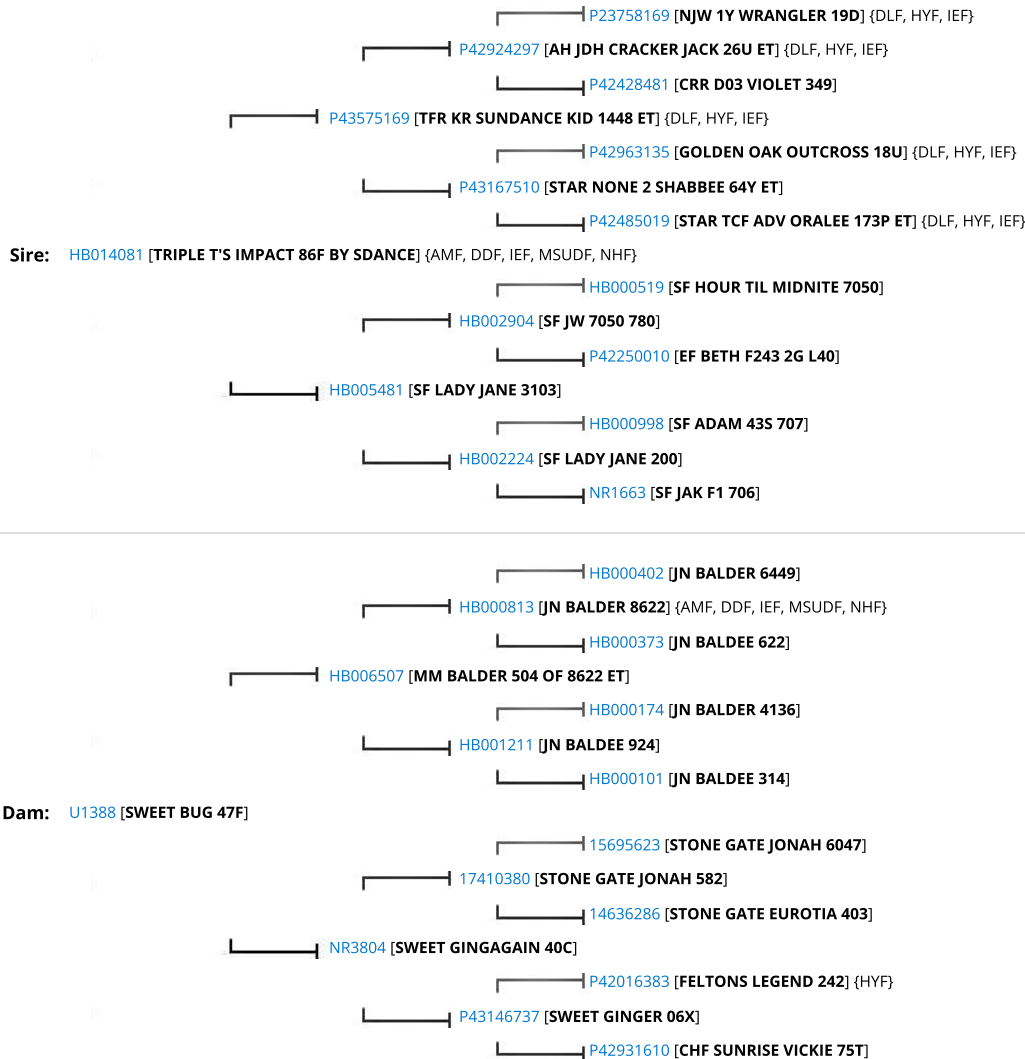 P23758169 [NJW 1Y WRANGLER 19D] {DLF, HYF, IEF}
P42924297 [AH JDH CRACKER JACK 26U ET] {DLF, HYF, IEF}
P42428481 [CRR D03 VIOLET 349]
P43575169 [TFR KR SUNDANCE KID 1448 ET] {DLF, HYF, IEF}
P42963135 [GOLDEN OAK OUTCROSS 18U] {DLF, HYF, IEF}
P43167510 [STAR NONE 2 SHABBEE 64Y ET]
P42485019 [STAR TCF ADV ORALEE 173P ET] {DLF, HYF, IEF}
Sire: HB014081 [TRIPLE T'S IMPACT 86F BY SDANCE] {AMF, DDF, IEF, MSUDF, NHF}
HB000519 [SF HOUR TIL MIDNITE 7050]
HB002904 [SF JW 7050 780]
P42250010 [EF BETH F243 2G L40]
HB005481 [SF LADY JANE 3103]
HB000998 [SF ADAM 43S 707]
HB002224 [SF LADY JANE 200]
NR1663 [SF JAK F1 706]
HB000402 [JN BALDER 6449]
HB000813 [JN BALDER 8622] {AMF, DDF, IEF, MSUDF, NHF}
HB000373 [JN BALDEE 622]
HB006507 [MM BALDER 504 OF 8622 ET]
HB000174 [JN BALDER 4136]
HB001211 [JN BALDEE 924]
HB000101 [JN BALDEE 314]
Dam: U1388 [SWEET BUG 47F]
15695623 [STONE GATE JONAH 6047]
17410380 [STONE GATE JONAH 582]
14636286 [STONE GATE EUROTIA 403]
NR3804 [SWEET GINGAGAIN 40C]
P42016383 [FELTONS LEGEND 242] {HYF}
P43146737 [SWEET GINGER 06X]
P42931610 [CHF SUNRISE VICKIE 75T]